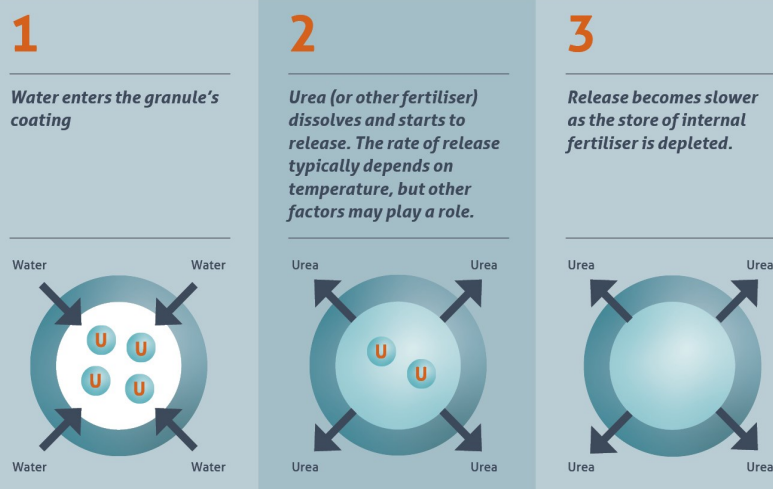 1
Water enters the granule's
coating
Water Water
U U
U U
Water Water
2
Urea (or other fertiliser)
dissolves and starts to
release. The rate of release
typically depends on
temperature, but other
factors may play a role.
Urea Urea
U
U
Urea Urea
3
Release becomes slower
as the store of internal
fertiliser is depleted.
Urea Urea
Urea Urea